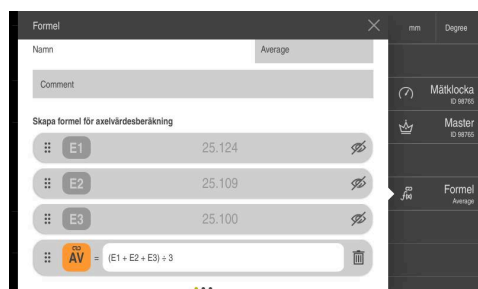 Formel
mm Degree
Namn Average
Comment
Mätklocka
ID 98765
Master
ID 98765
Skapa formel för axelvärdesberäkning
E1 25.124
E2 25.109
E3 25.100
AV = (E1 + E2 + E3) ÷ 3
f(x) Formel
Average